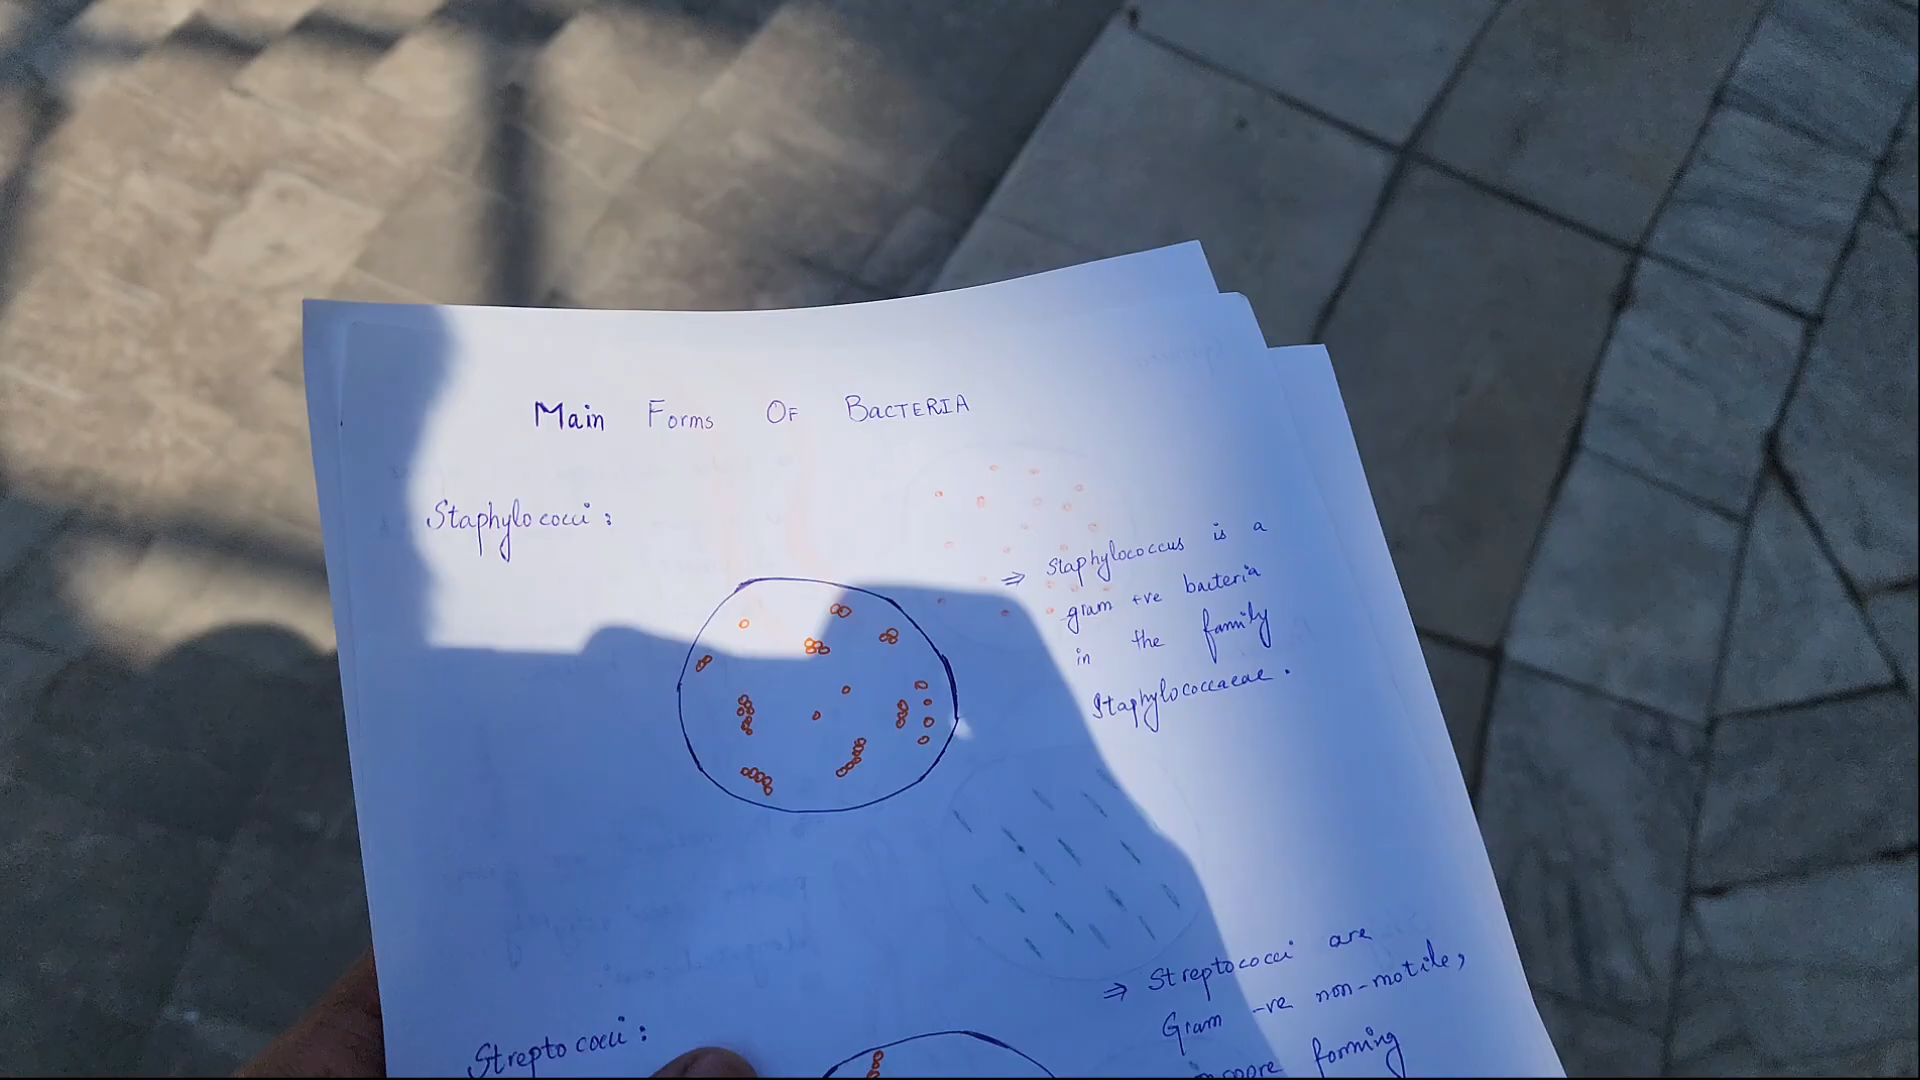 Main Forms OF BACTERIA
Staphylococci :
⇒ Staphylococcus is a
gram +ve bacteria
in the family
Staphylococcaeae .
⇒ Streptococci are
Gram -ve non-motile,
forming
Streptococci :